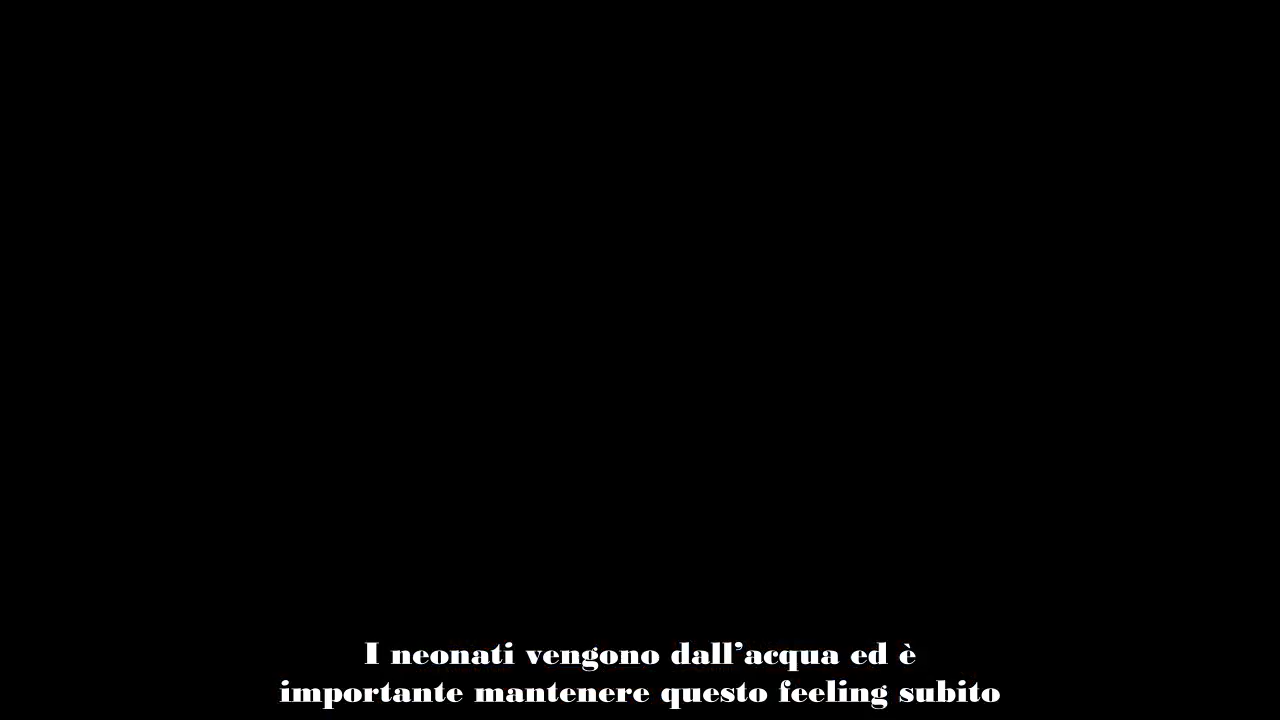 I neonati vengono dall’acqua ed è
importante mantenere questo feeling subito